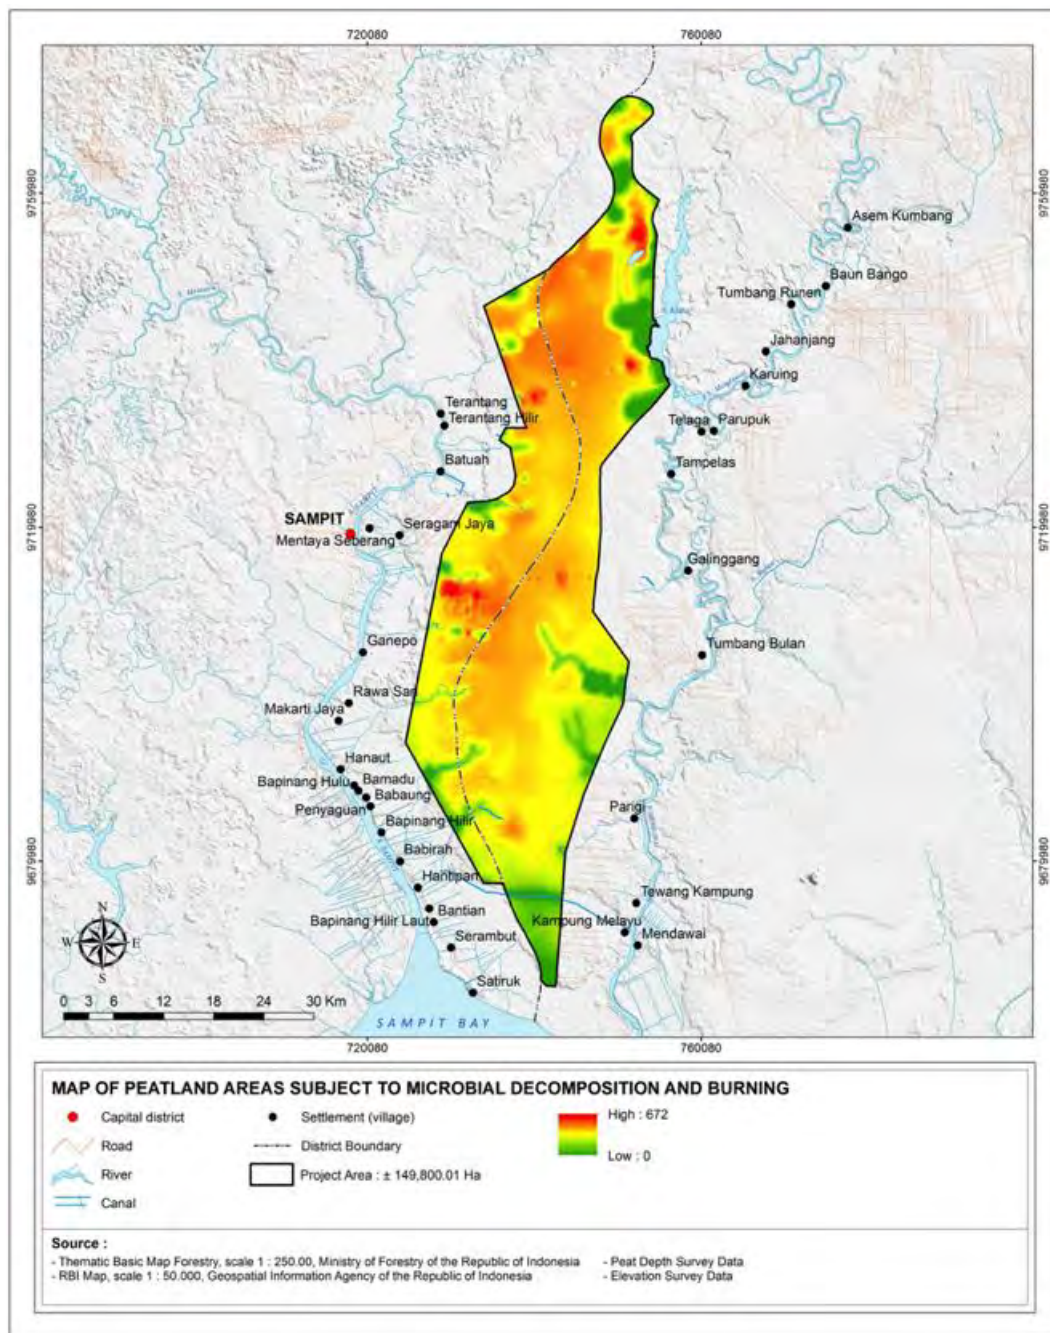 720080
760080
9759980
9759980
Asem Kumbang
Baun Bango
Tumbang Runen
Jahanjang
Karuing
Terantang
Terantang Hilir
Telaga
Parupuk
Batuah
Tampelas
SAMPIT
Seragam Jaya
Mentaya Seberang
9719980
9719980
Galinggang
Ganepo
Tumbang Bulan
Rawa Sari
Makarti Jaya
Hanaut
Bapinang Hulu
Bamadu
Babaung
Penyaguan
Parigi
Bapinang Hilir
Babirah
9679980
9679980
Hantipan
Tewang Kampung
Bantian
Bapinang Hilir Laut
Kampung Melayu
Mendawai
Serambut
Satiruk
N
W
E
S
0 3 6 12 18 24 30 Km
SAMPIT BAY
720080
760080
MAP OF PEATLAND AREAS SUBJECT TO MICROBIAL DECOMPOSITION AND BURNING
Capital district
Settlement (village)
High : 672
Road
District Boundary
Low : 0
River
Project Area : ± 149,800.01 Ha
Canal
Source :
- Thematic Basic Map Forestry, scale 1 : 250.00, Ministry of Forestry of the Republic of Indonesia
- Peat Depth Survey Data
- RBI Map, scale 1 : 50.000, Geospatial Information Agency of the Republic of Indonesia
- Elevation Survey Data